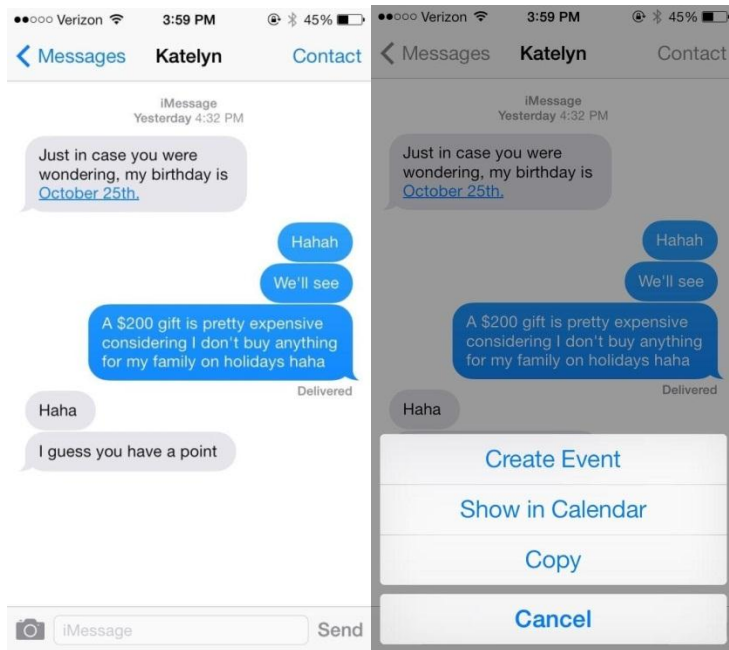 Verizon 3:59 PM 45%
Messages Katelyn Contact
iMessage
Yesterday 4:32 PM
Just in case you were
wondering, my birthday is
October 25th.
Hahah
We'll see
A $200 gift is pretty expensive
considering I don't buy anything
for my family on holidays haha
Delivered
Haha
I guess you have a point
iMessage Send
Verizon 3:59 PM 45%
Messages Katelyn Contact
iMessage
Yesterday 4:32 PM
Just in case you were
wondering, my birthday is
October 25th.
Hahah
We'll see
A $200 gift is pretty expensive
considering I don't buy anything
for my family on holidays haha
Delivered
Haha
Create Event
Show in Calendar
Copy
Cancel